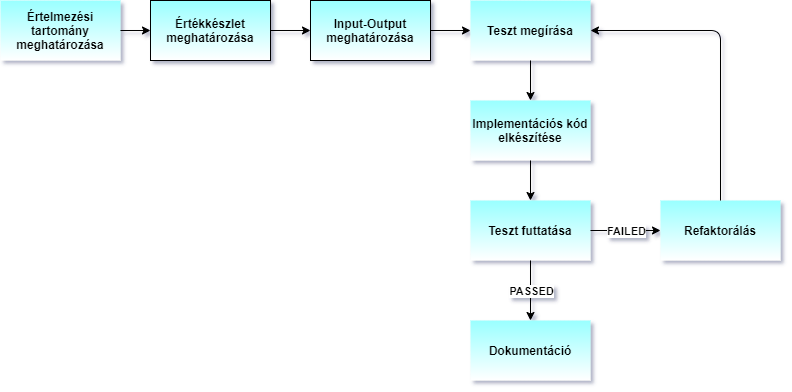 Értelmezési
tartomány
meghatározása
Értékkészlet
meghatározása
Input-Output
meghatározása
Teszt megírása
Implementációs kód
elkészítése
Teszt futtatása
FAILED
Refaktorálás
PASSED
Dokumentáció